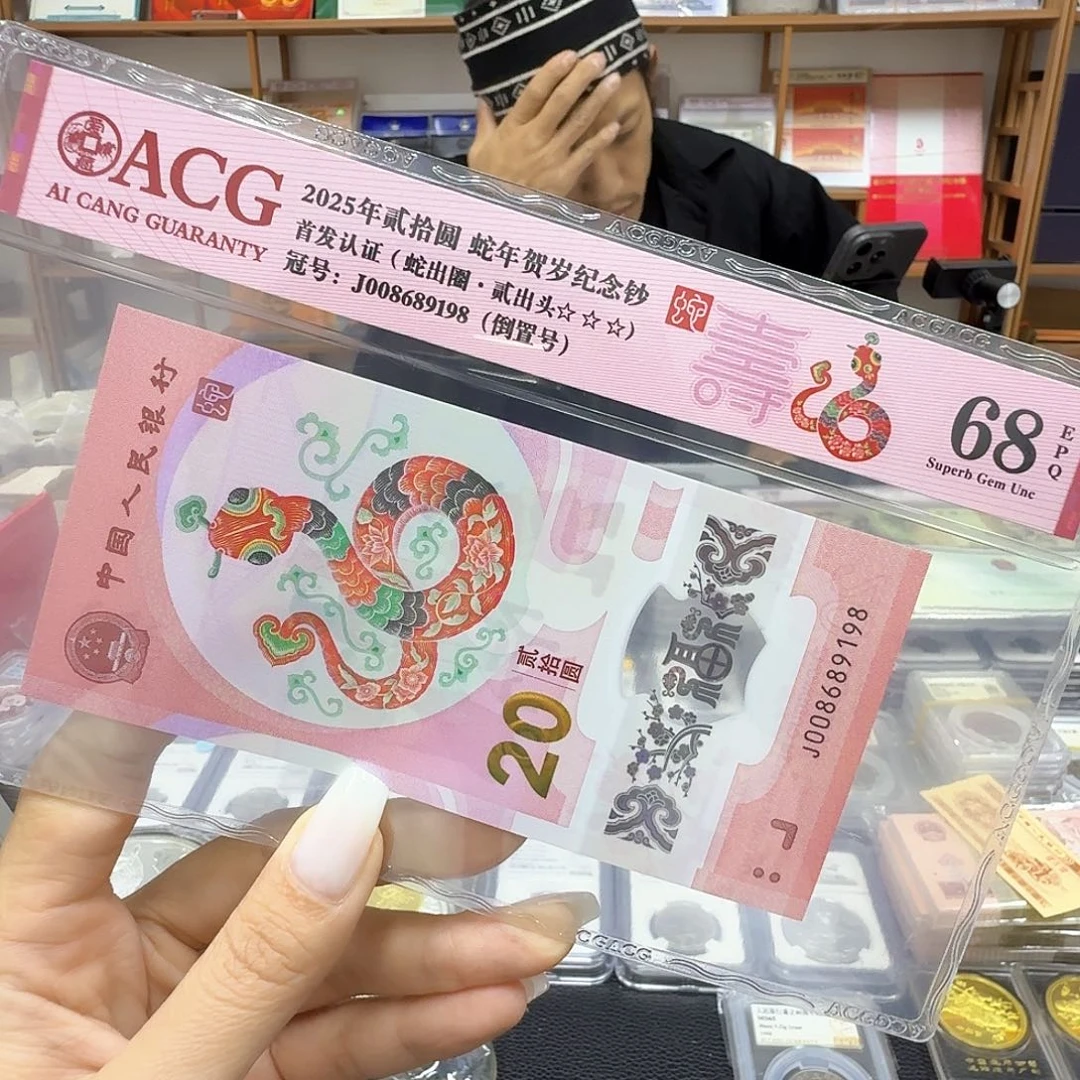 ACG
AI CANG GUARANTY
2025年贰拾圆 蛇年贺岁纪念钞
首发认证（蛇出圈·贰出头☆☆☆）
冠号：J008689198（倒置号）
寿
68
EPQ
Superb Gem Unc
中国人民银行
贰拾圆
20
福
J008689198
ACGACG